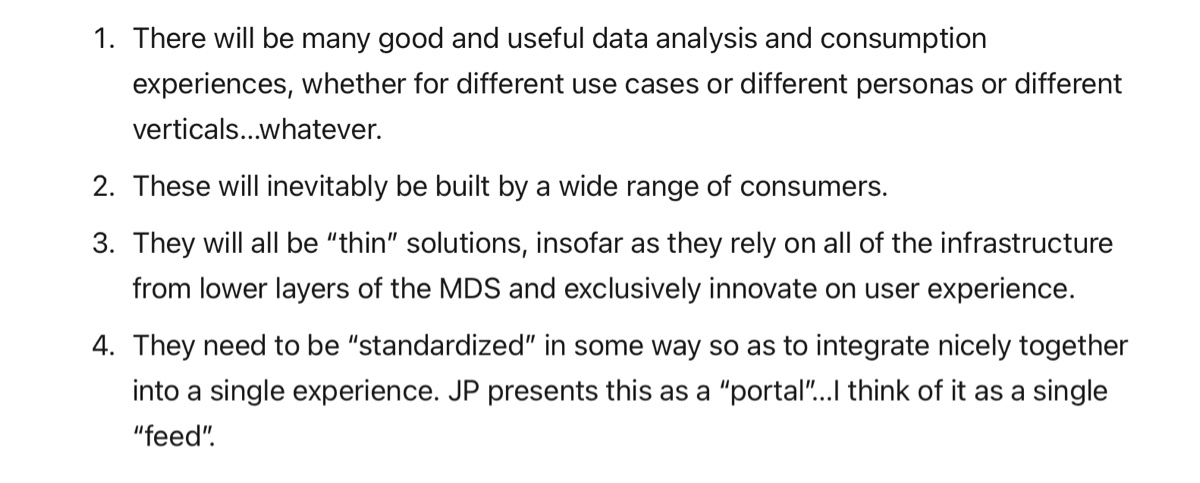 1. There will be many good and useful data analysis and consumption
experiences, whether for different use cases or different personas or different
verticals...whatever.
2. These will inevitably be built by a wide range of consumers.
3. They will all be “thin” solutions, insofar as they rely on all of the infrastructure
from lower layers of the MDS and exclusively innovate on user experience.
4. They need to be “standardized” in some way so as to integrate nicely together
into a single experience. JP presents this as a “portal”...I think of it as a single
“feed”.